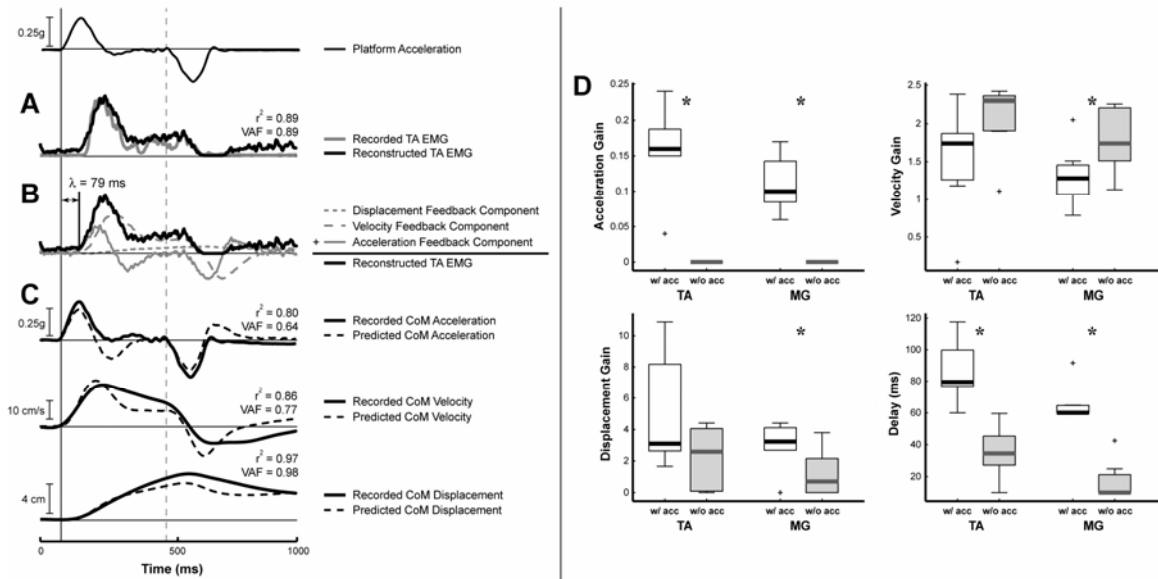 0.25g
Platform Acceleration
A
r² = 0.89
VAF = 0.89
Recorded TA EMG
Reconstructed TA EMG
B
λ = 79 ms
Displacement Feedback Component
Velocity Feedback Component
+ Acceleration Feedback Component
Reconstructed TA EMG
C
0.25g
r² = 0.80
VAF = 0.64
Recorded CoM Acceleration
Predicted CoM Acceleration
10 cm/s
r² = 0.86
VAF = 0.77
Recorded CoM Velocity
Predicted CoM Velocity
4 cm
r² = 0.97
VAF = 0.98
Recorded CoM Displacement
Predicted CoM Displacement
0 500 1000
Time (ms)
D
Acceleration Gain
0.25
0.2
0.15
0.1
0.05
0
* *
w/ acc w/o acc w/ acc w/o acc
TA MG
Velocity Gain
2.5
2
1.5
1
0.5
*
w/ acc w/o acc w/ acc w/o acc
TA MG
Displacement Gain
10
8
6
4
2
0
*
w/ acc w/o acc w/ acc w/o acc
TA MG
Delay (ms)
120
100
80
60
40
20
* *
w/ acc w/o acc w/ acc w/o acc
TA MG